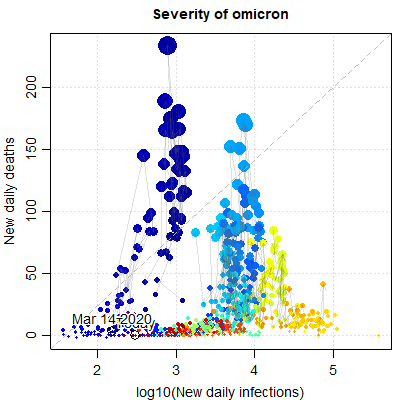 Severity of omicron
New daily deaths
200
150
100
50
0
Mar 14 2020
Today
2
3
4
5
log10(New daily infections)